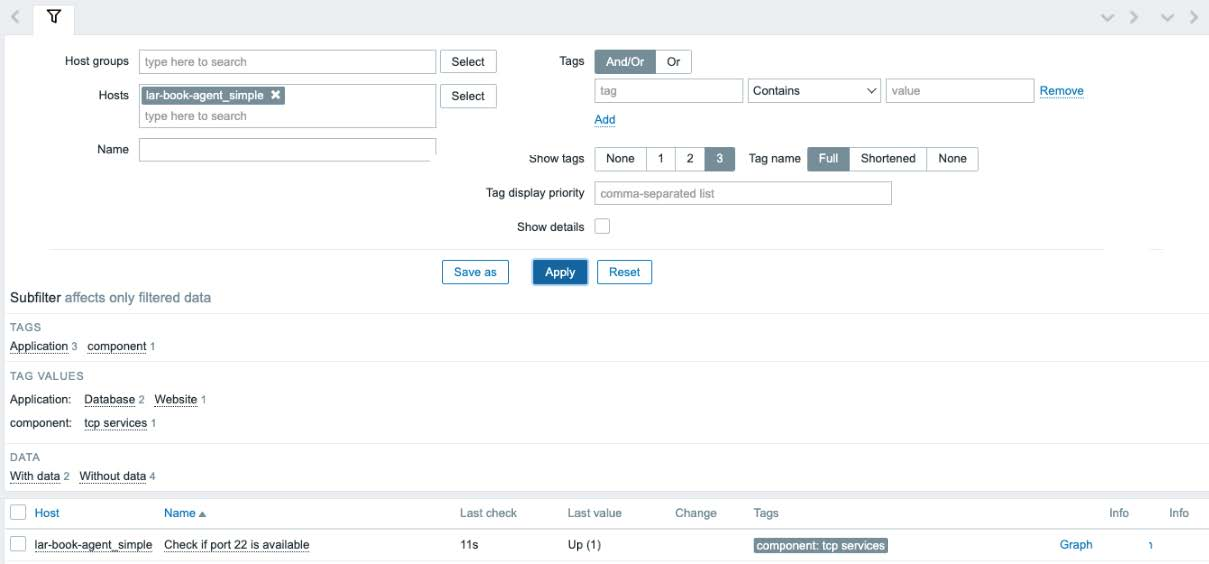 Host groups type here to search Select
Tags And/Or Or
Hosts lar-book-agent_simple ✖ Select
type here to search
tag Contains value Remove
Add
Name
Show tags None 1 2 3 Tag name Full Shortened None
Tag display priority comma-separated list
Show details
Save as Apply Reset
Subfilter affects only filtered data
TAGS
Application 3 component 1
TAG VALUES
Application: Database 2 Website 1
component: tcp services 1
DATA
With data 2 Without data 4
Host Name Last check Last value Change Tags Info Info
lar-book-agent_simple Check if port 22 is available 11s Up (1) component: tcp services Graph